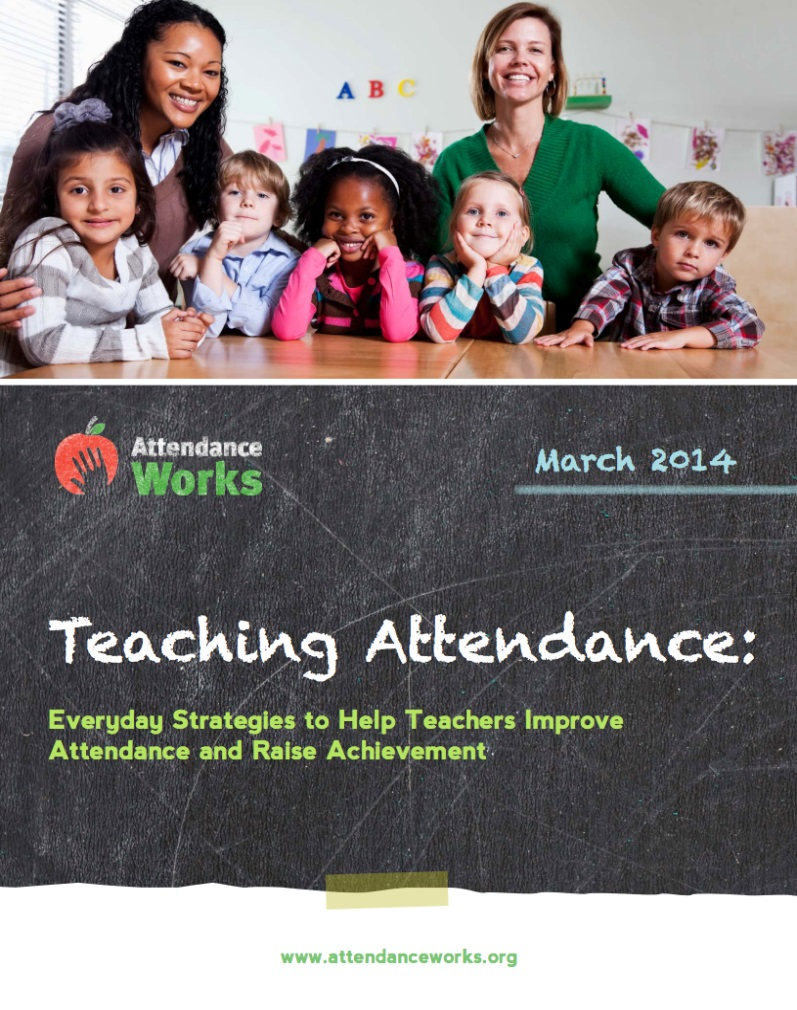 A B C
Attendance
Works
March 2014
Teaching Attendance:
Everyday Strategies to Help Teachers Improve
Attendance and Raise Achievement
www.attendanceworks.org